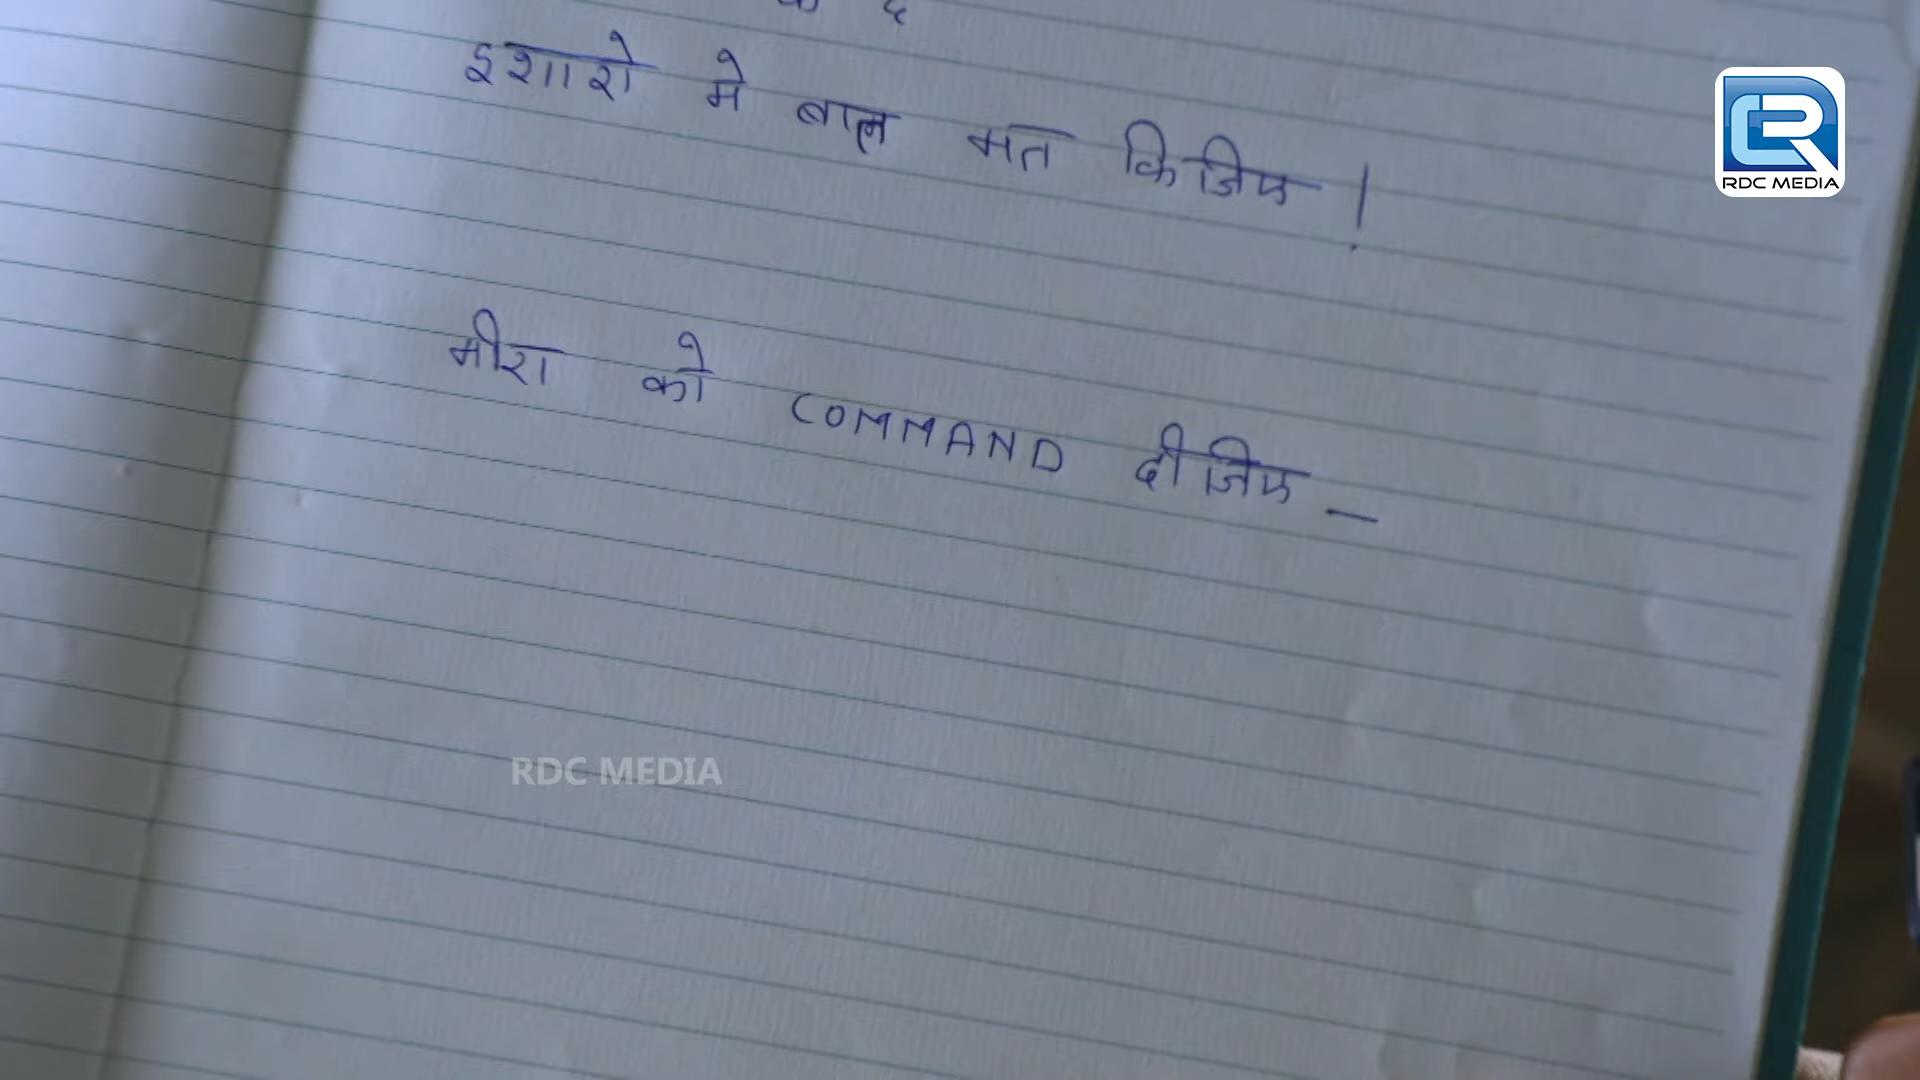 इशारो मे बात मत किजिए !
मीरा को COMMAND दीजिए _
RDC MEDIA
RDC MEDIA